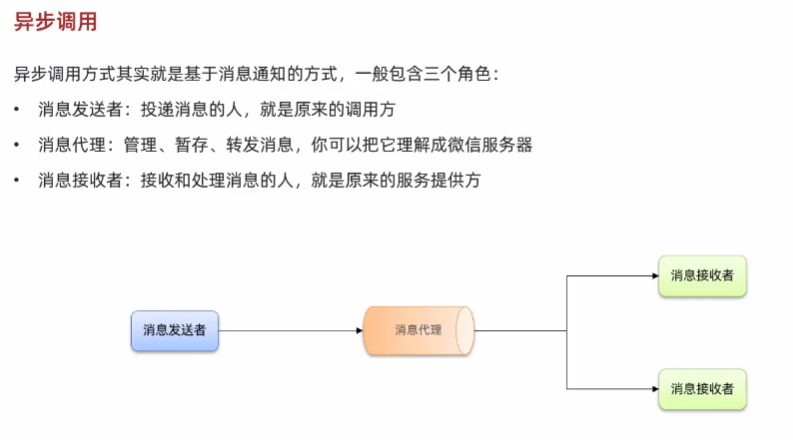 异步调用
异步调用方式其实就是基于消息通知的方式，一般包含三个角色：
• 消息发送者：投递消息的人，就是原来的调用方
• 消息代理：管理、暂存、转发消息，你可以把它理解成微信服务器
• 消息接收者：接收和处理消息的人，就是原来的服务提供方
消息接收者
消息发送者
消息代理
消息接收者